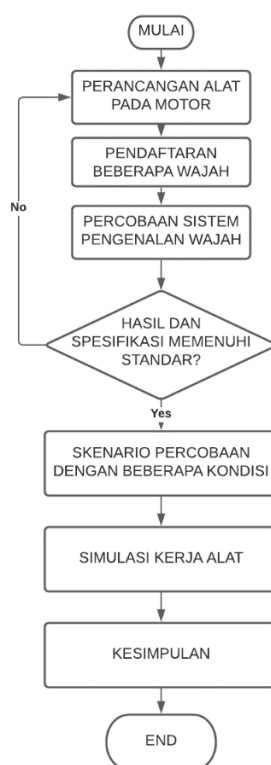 MULAI
PERANCANGAN ALAT
PADA MOTOR
PENDAFTARAN
BEBERAPA WAJAH
No
PERCOBAAN SISTEM
PENGENALAN WAJAH
HASIL DAN
SPESIFIKASI MEMENUHI
STANDAR?
Yes
SKENARIO PERCOBAAN
DENGAN BEBERAPA KONDISI
SIMULASI KERJA ALAT
KESIMPULAN
END